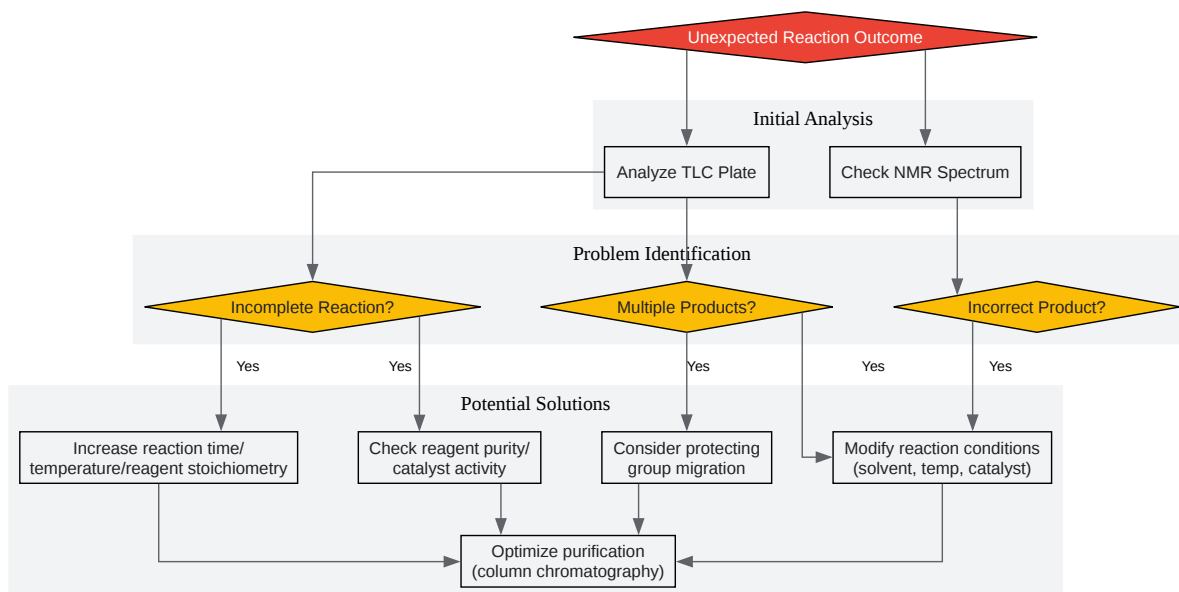 Unexpected Reaction Outcome
Initial Analysis
Analyze TLC Plate
Check NMR Spectrum
Problem Identification
Incomplete Reaction?
Multiple Products?
Incorrect Product?
Yes
Yes
Yes
Yes
Yes
Potential Solutions
Increase reaction time/
temperature/reagent stoichiometry
Check reagent purity/
catalyst activity
Consider protecting
group migration
Modify reaction conditions
(solvent, temp, catalyst)
Optimize purification
(column chromatography)